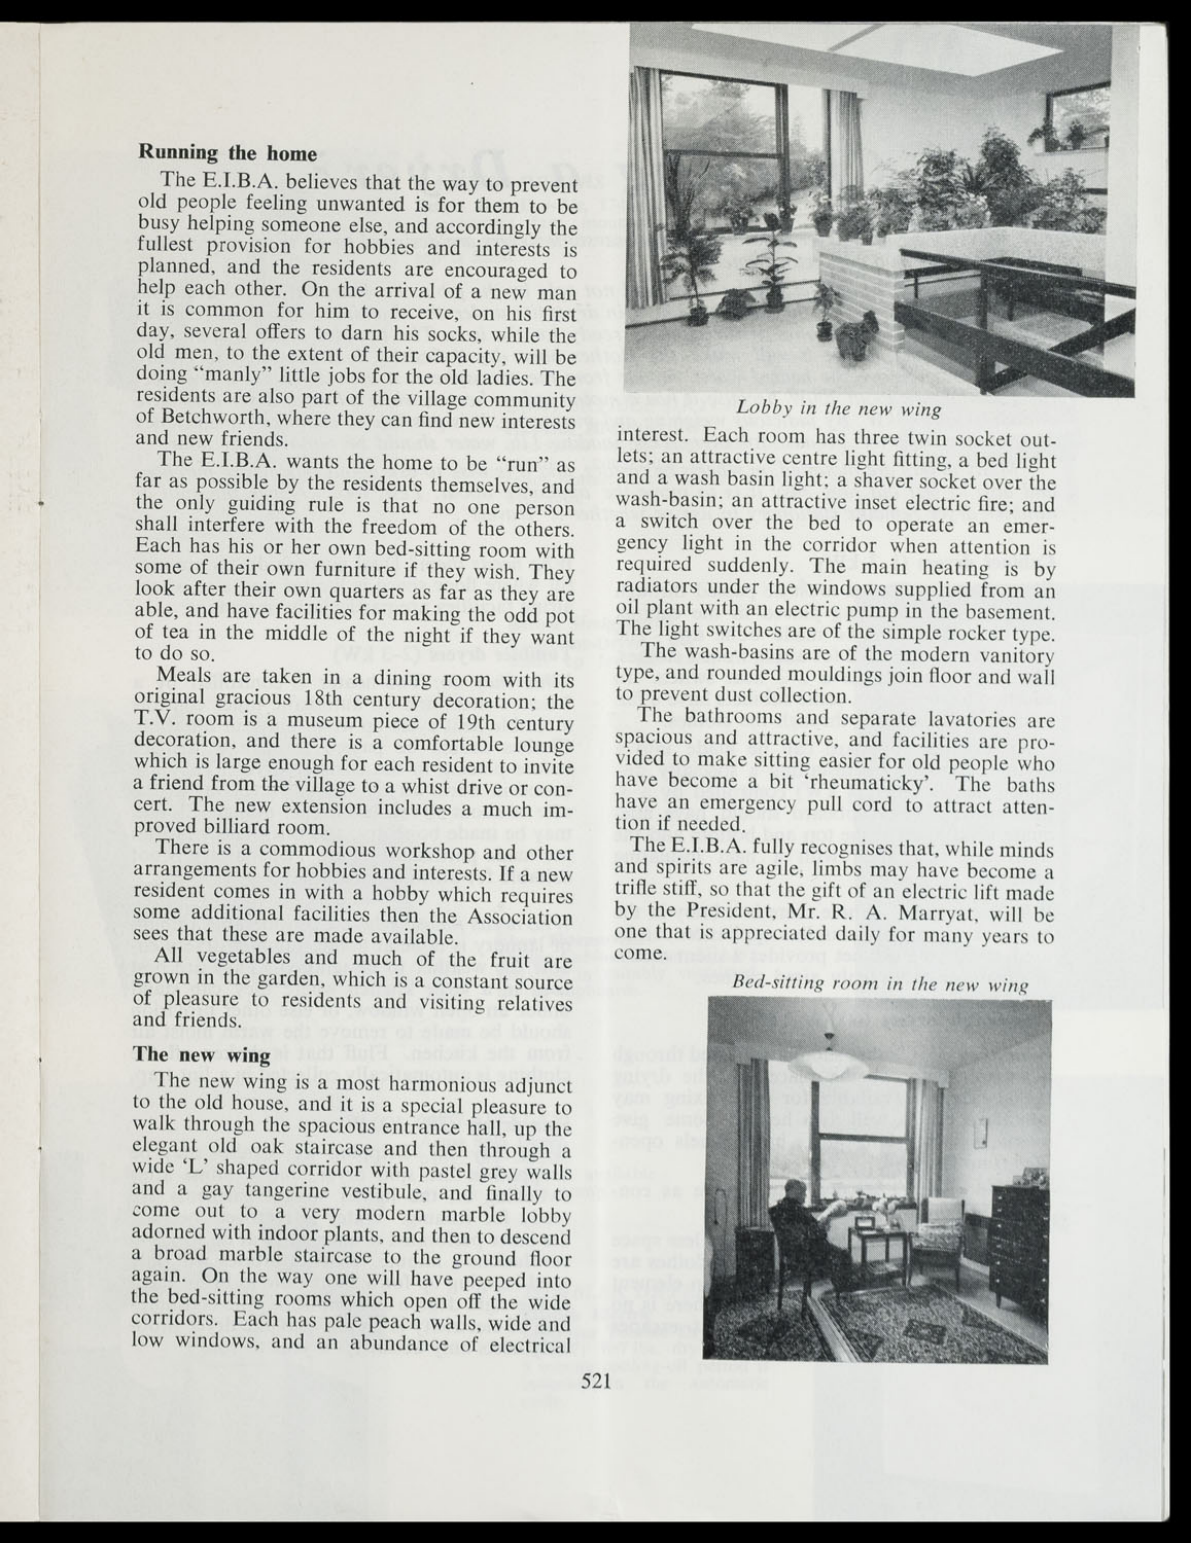 Running the home
The E.I.B.A. believes that the way to prevent
old people feeling unwanted is for them to be
busy helping someone else, and accordingly the
fullest provision for hobbies and interests is
planned, and the residents are encouraged to
help each other. On the arrival of a new man
it is common for him to receive, on his first
day, several offers to darn his socks, while the
old men, to the extent of their capacity, will be
doing “manly” little jobs for the old ladies. The
residents are also part of the village community
of Betchworth, where they can find new interests
and new friends.
The E.I.B.A. wants the home to be “run” as
far as possible by the residents themselves, and
the only guiding rule is that no one person
shall interfere with the freedom of the others.
Each has his or her own bed-sitting room with
some of their own furniture if they wish. They
look after their own quarters as far as they are
able, and have facilities for making the odd pot
of tea in the middle of the night if they want
to do so.
Meals are taken in a dining room with its
original gracious 18th century decoration; the
T.V. room is a museum piece of 19th century
decoration, and there is a comfortable lounge
which is large enough for each resident to invite
a friend from the village to a whist drive or con-
cert. The new extension includes a much im-
proved billiard room.
There is a commodious workshop and other
arrangements for hobbies and interests. If a new
resident comes in with a hobby which requires
some additional facilities then the Association
sees that these are made available.
All vegetables and much of the fruit are
grown in the garden, which is a constant source
of pleasure to residents and visiting relatives
and friends.
The new wing
The new wing is a most harmonious adjunct
to the old house, and it is a special pleasure to
walk through the spacious entrance hall, up the
elegant old oak staircase and then through a
wide ‘L’ shaped corridor with pastel grey walls
and a gay tangerine vestibule, and finally to
come out to a very modern marble lobby
adorned with indoor plants, and then to descend
a broad marble staircase to the ground floor
again. On the way one will have peeped into
the bed-sitting rooms which open off the wide
corridors. Each has pale peach walls, wide and
low windows, and an abundance of electrical
Lobby in the new wing
interest. Each room has three twin socket out-
lets; an attractive centre light fitting, a bed light
and a wash basin light; a shaver socket over the
wash-basin; an attractive inset electric fire; and
a switch over the bed to operate an emer-
gency light in the corridor when attention is
required suddenly. The main heating is by
radiators under the windows supplied from an
oil plant with an electric pump in the basement.
The light switches are of the simple rocker type.
The wash-basins are of the modern vanitory
type, and rounded mouldings join floor and wall
to prevent dust collection.
The bathrooms and separate lavatories are
spacious and attractive, and facilities are pro-
vided to make sitting easier for old people who
have become a bit ‘rheumaticky’. The baths
have an emergency pull cord to attract atten-
tion if needed.
The E.I.B.A. fully recognises that, while minds
and spirits are agile, limbs may have become a
trifle stiff, so that the gift of an electric lift made
by the President, Mr. R. A. Marryat, will be
one that is appreciated daily for many years to
come.
Bed-sitting room in the new wing
521